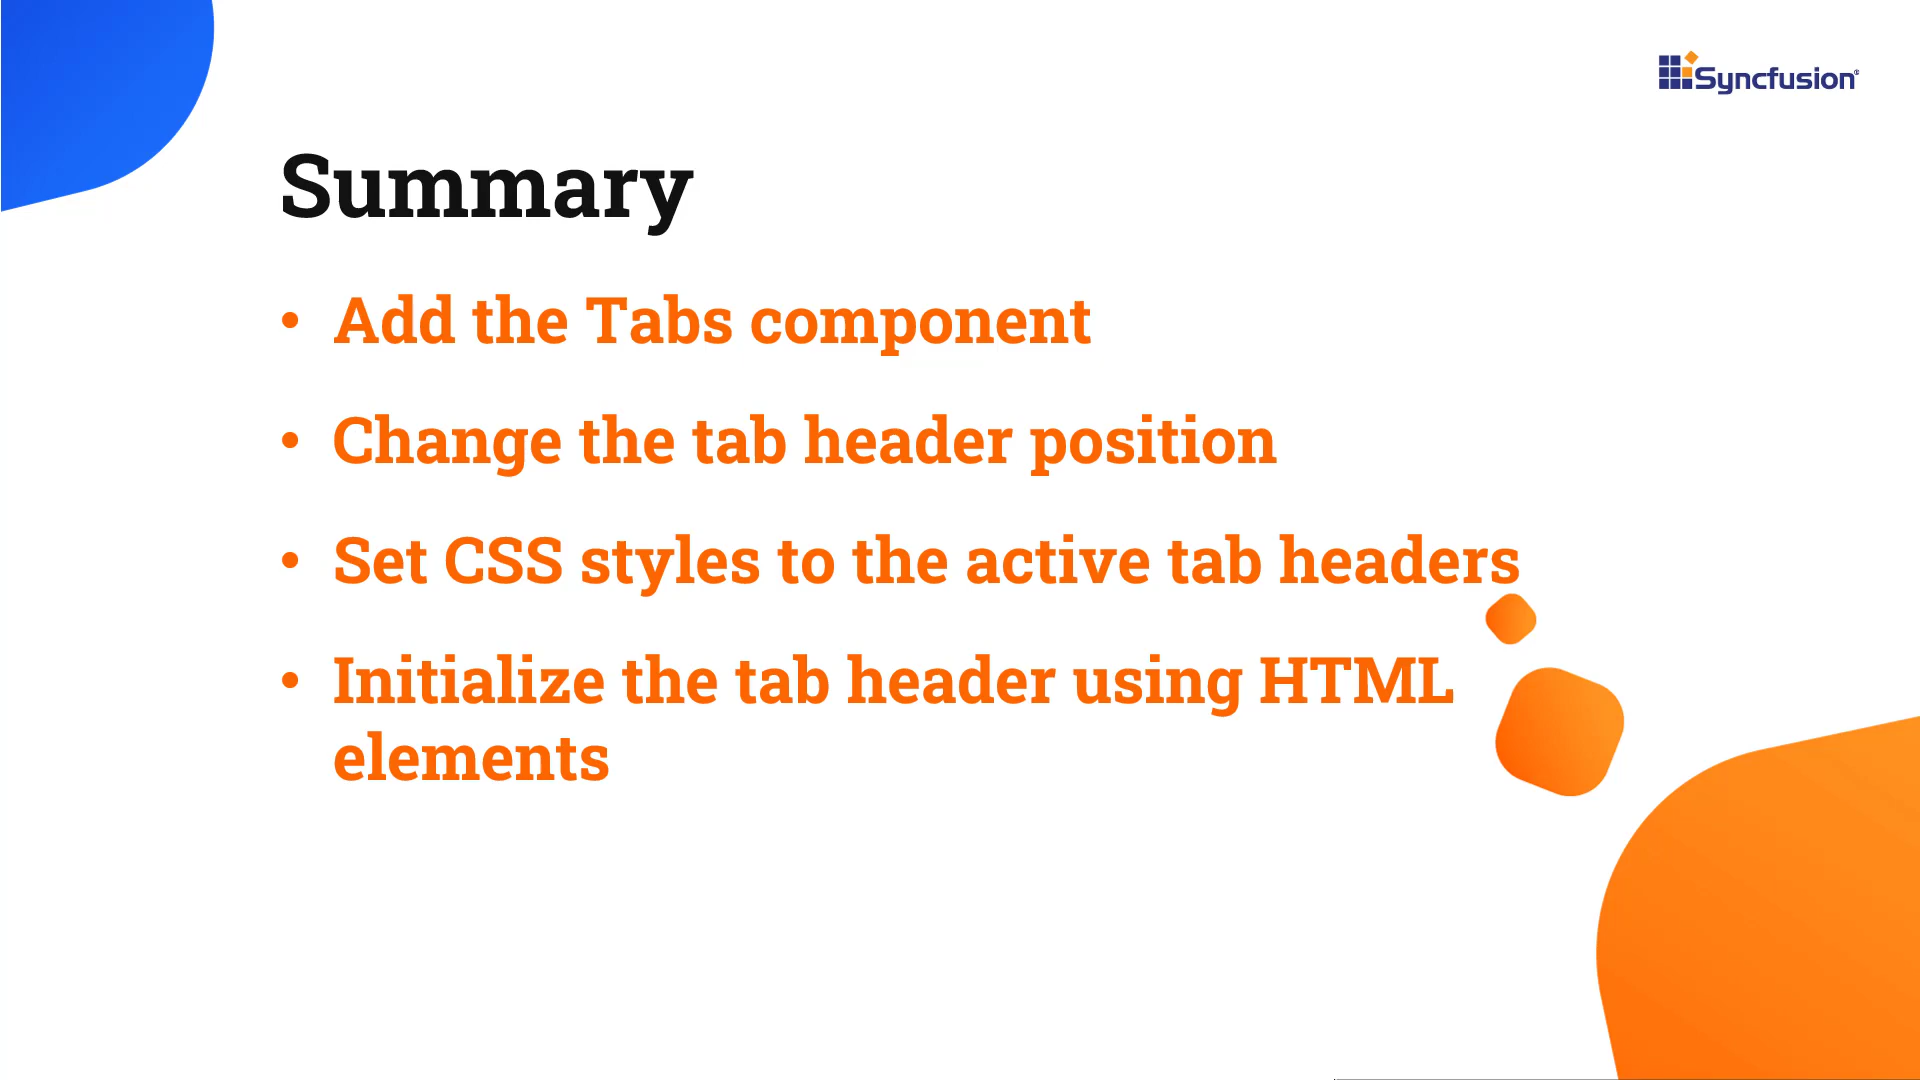 Syncfusion®
Summary
• Add the Tabs component
• Change the tab header position
• Set CSS styles to the active tab headers
• Initialize the tab header using HTML
elements